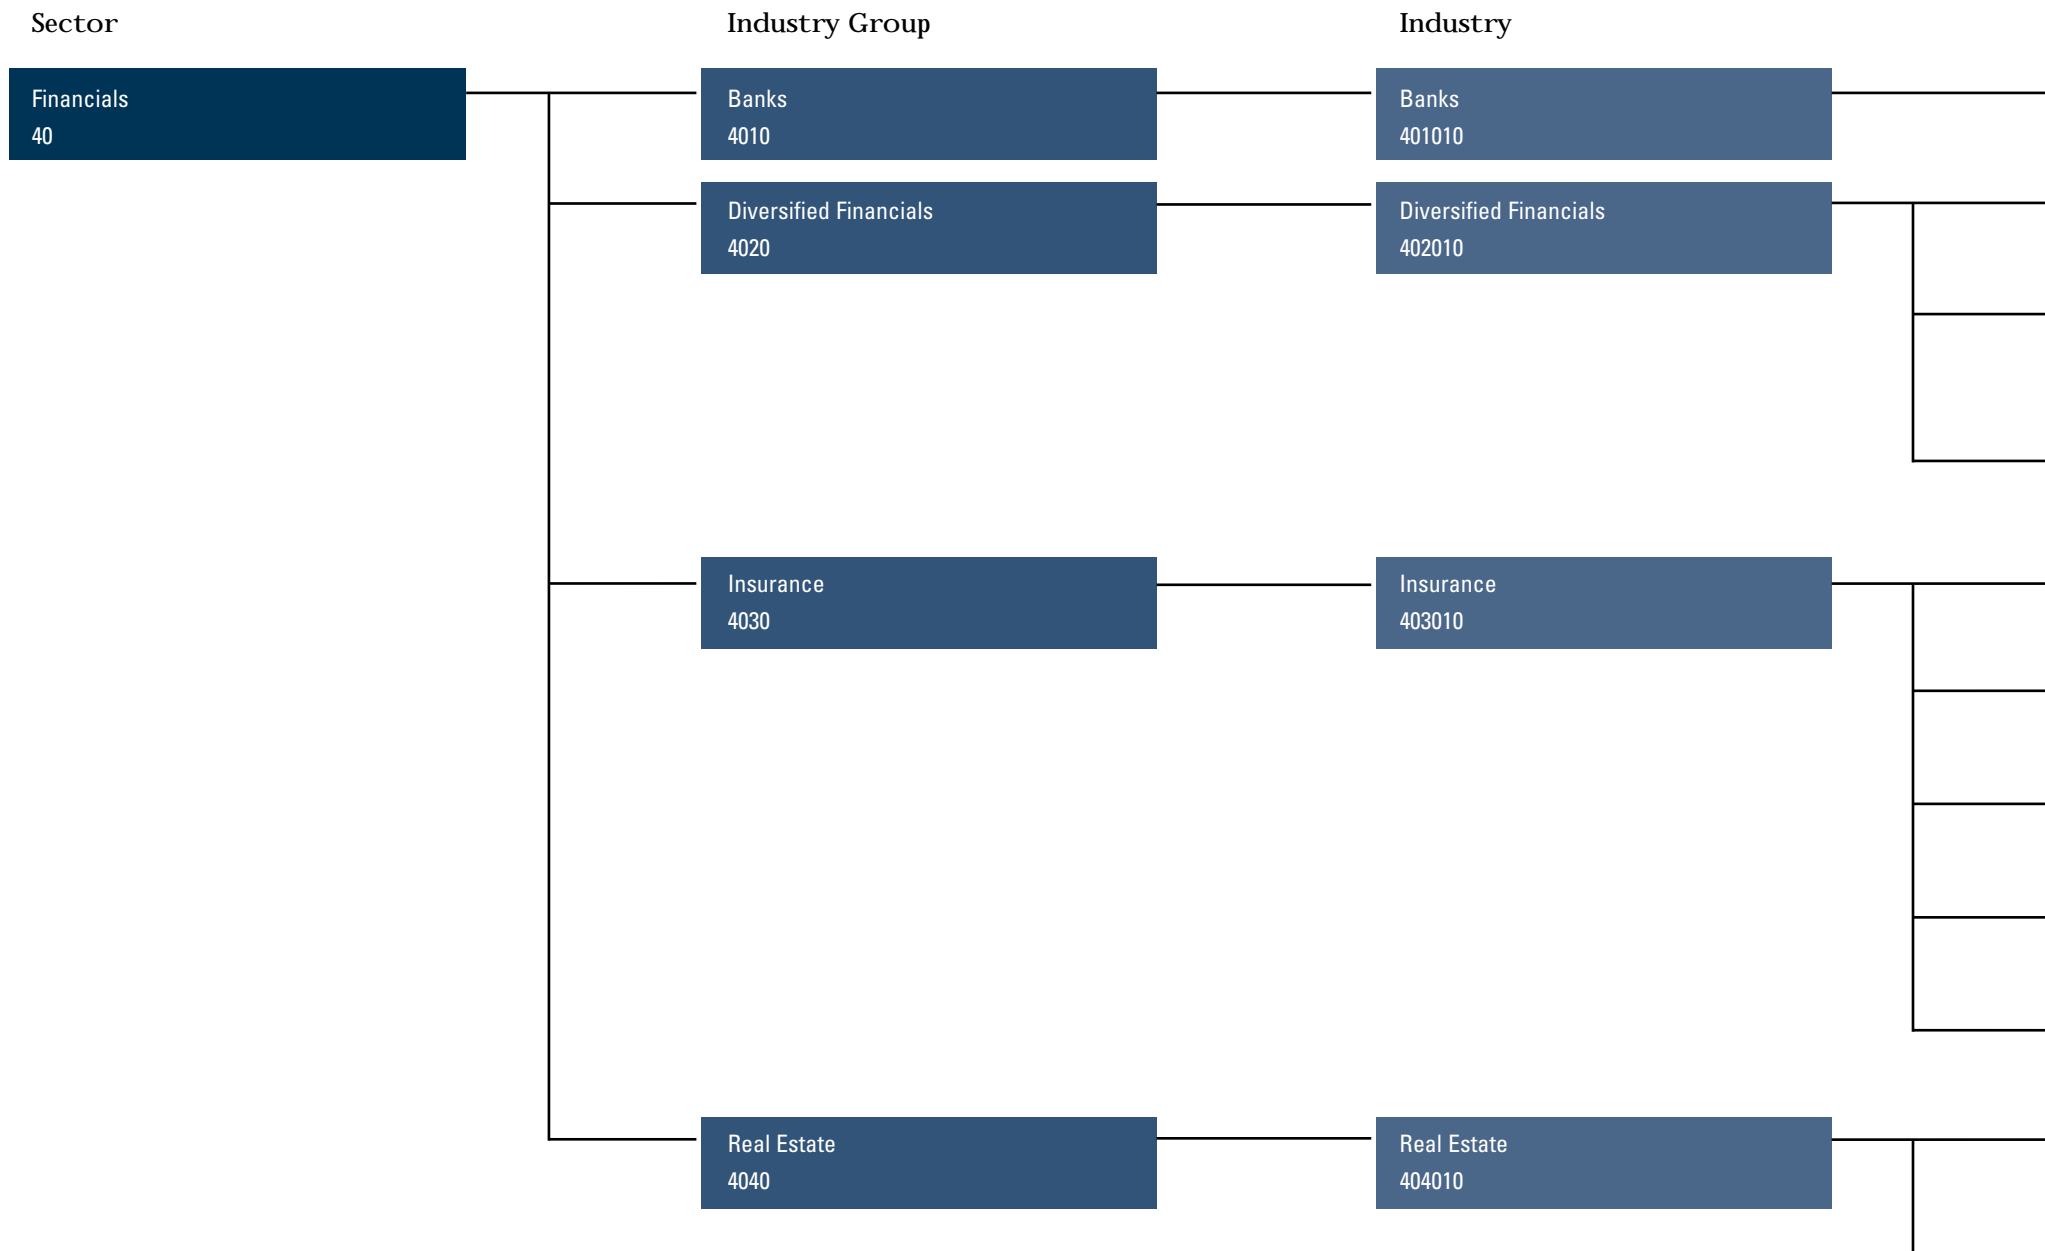 Sector
Industry Group
Industry
Financials
40
Banks
4010
Banks
401010
Diversified Financials
4020
Diversified Financials
402010
Insurance
4030
Insurance
403010
Real Estate
4040
Real Estate
404010